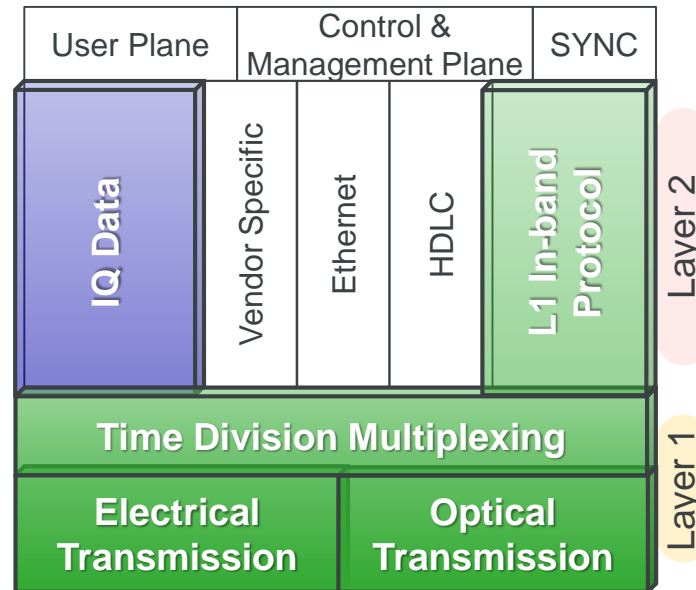 User Plane
Control &
Management Plane
SYNC
IQ Data
Vendor Specific
Ethernet
HDLC
L1 In-band
Protocol
Layer 2
Time Division Multiplexing
Layer 1
Electrical
Transmission
Optical
Transmission